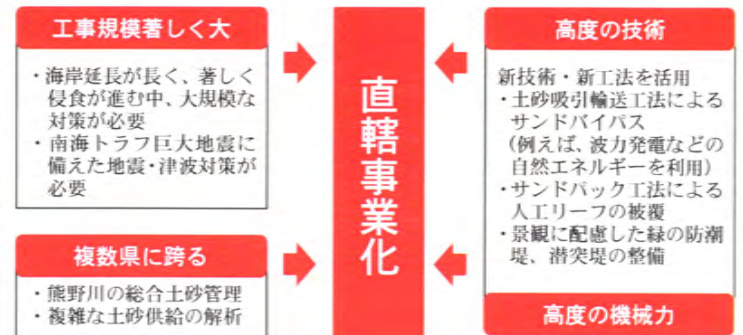 工事規模著しく大
・海岸延長が長く、著しく
侵食が進む中、大規模な
対策が必要
・南海トラフ巨大地震に
備えた地震・津波対策が
必要
複数県に跨る
・熊野川の総合土砂管理
・複雑な土砂供給の解析
直轄事業化
高度の技術
新技術・新工法を活用
・土砂吸引輸送工法による
サンドバイパス
（例えば、波力発電などの
自然エネルギーを利用）
・サンドパック工法による
人工リーフの被覆
・景観に配慮した緑の防潮
堤、潜突堤の整備
高度の機械力